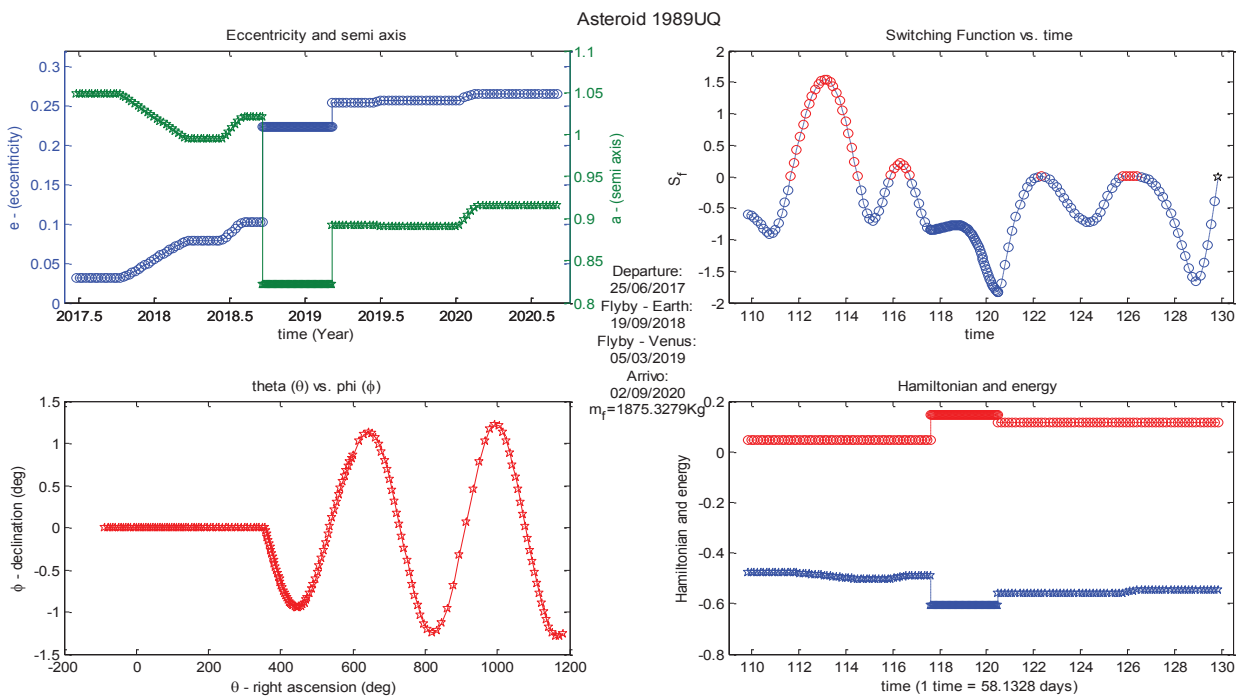 Asteroid 1989UQ
Eccentricity and semi axis
0.3
0.25
0.2
0.15
0.1
0.05
0
e - (eccentricity)
1.1
1.05
1
0.95
0.9
0.85
0.8
a - (semi axis)
2017.5 2018 2018.5 2019 2019.5 2020 2020.5
time (Year)
Switching Function vs. time
2
1.5
1
0.5
0
-0.5
-1
-1.5
-2
S_f
110 112 114 116 118 120 122 124 126 128 130
time
Departure:
25/06/2017
Flyby - Earth:
19/09/2018
Flyby - Venus:
05/03/2019
Arrivo:
02/09/2020
m_f=1875.3279Kg
theta (θ) vs. phi (ϕ)
1.5
1
0.5
0
-0.5
-1
-1.5
ϕ - declination (deg)
-200 0 200 400 600 800 1000 1200
θ - right ascension (deg)
Hamiltonian and energy
0.2
0
-0.2
-0.4
-0.6
-0.8
Hamiltonian and energy
110 112 114 116 118 120 122 124 126 128 130
time (1 time = 58.1328 days)